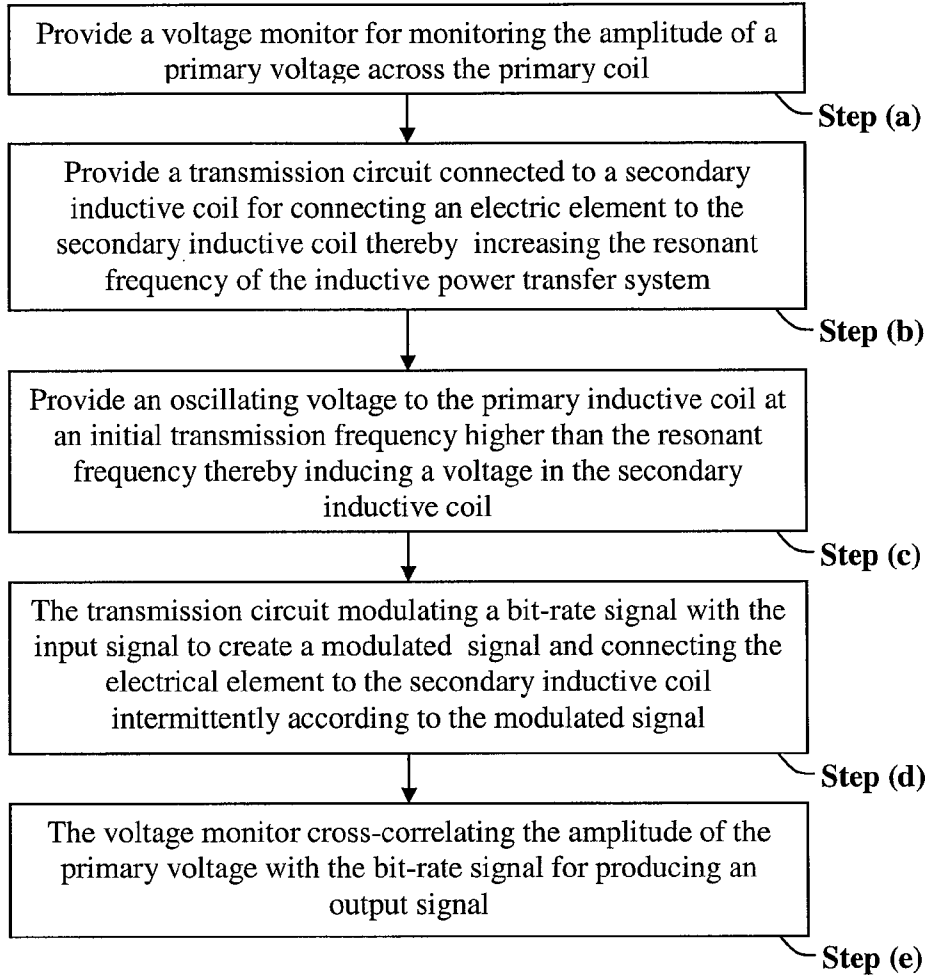 Provide a voltage monitor for monitoring the amplitude of a
primary voltage across the primary coil
Step (a)
Provide a transmission circuit connected to a secondary
inductive coil for connecting an electric element to the
secondary inductive coil thereby increasing the resonant
frequency of the inductive power transfer system
Step (b)
Provide an oscillating voltage to the primary inductive coil at
an initial transmission frequency higher than the resonant
frequency thereby inducing a voltage in the secondary
inductive coil
Step (c)
The transmission circuit modulating a bit-rate signal with the
input signal to create a modulated signal and connecting the
electrical element to the secondary inductive coil
intermittently according to the modulated signal
Step (d)
The voltage monitor cross-correlating the amplitude of the
primary voltage with the bit-rate signal for producing an
output signal
Step (e)